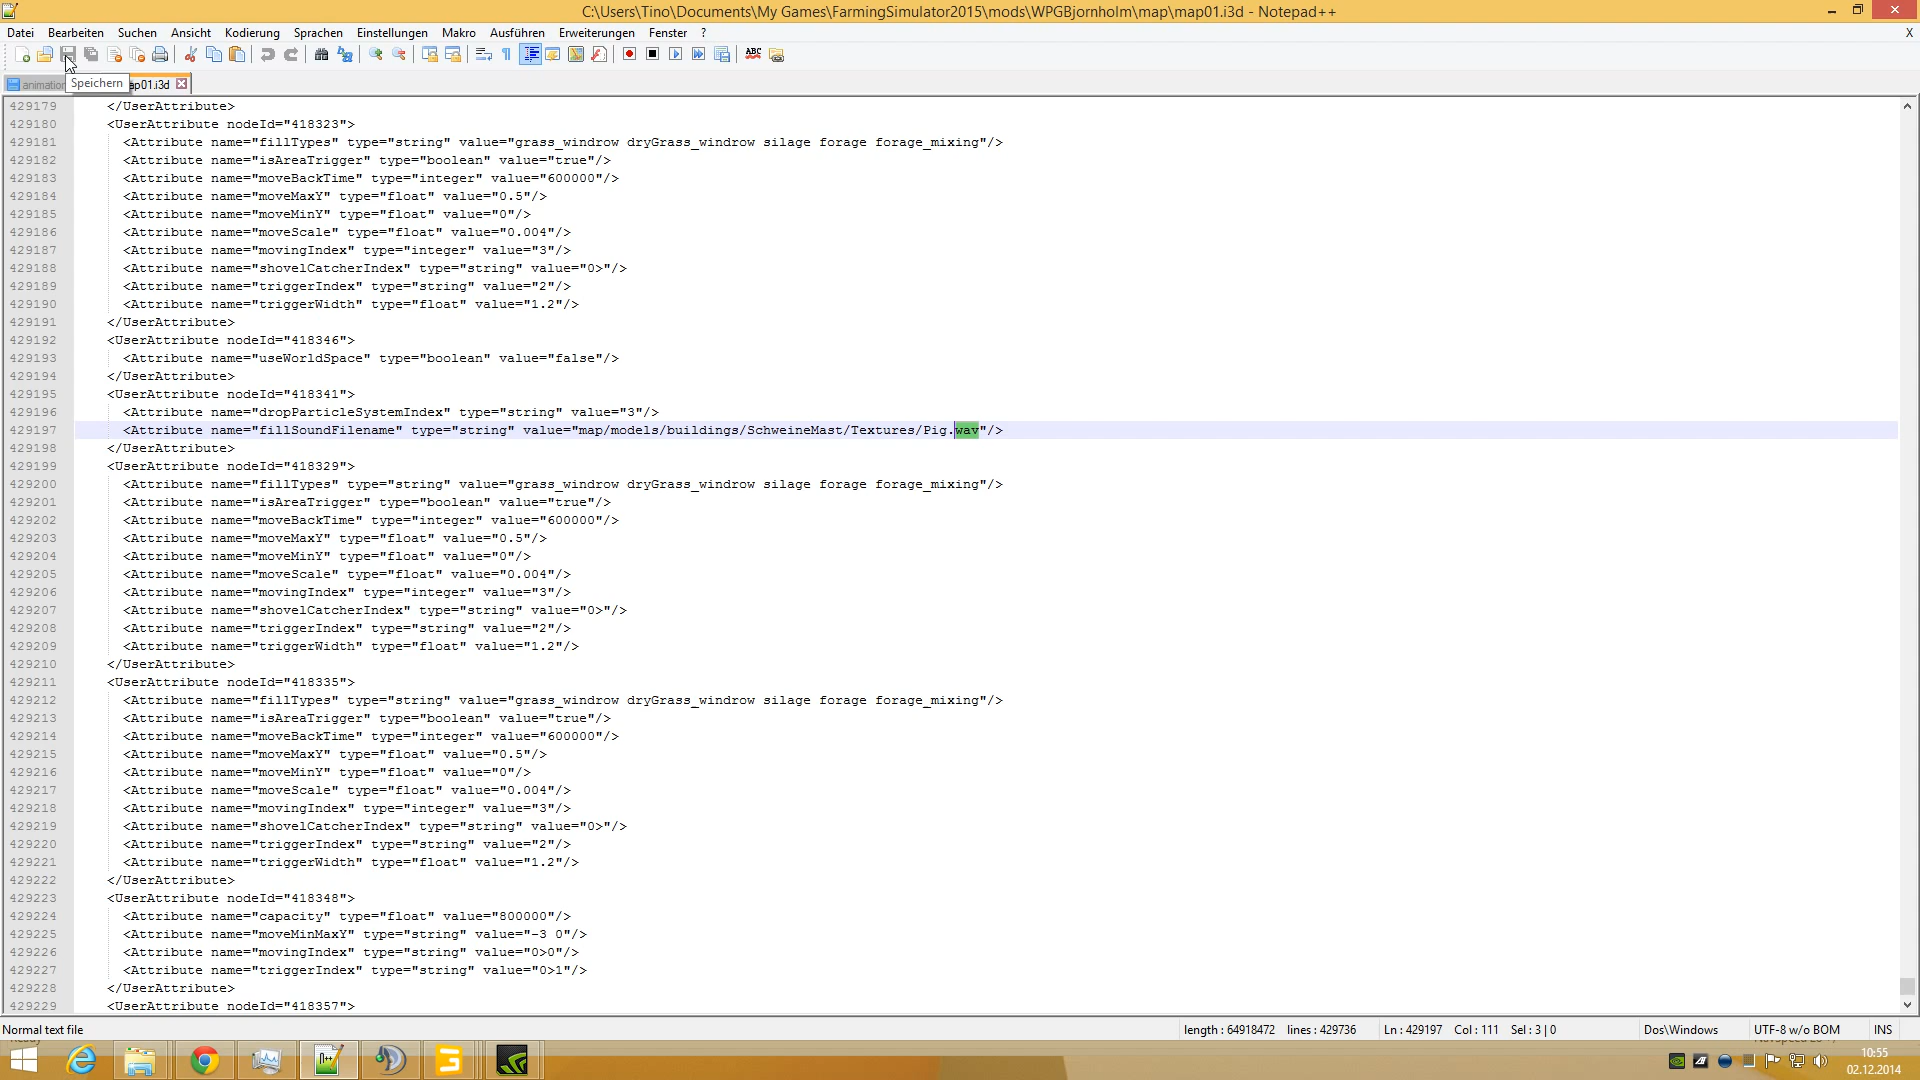 C:\Users\Tino\Documents\My Games\FarmingSimulator2015\mods\WPGBjornholm\map\map01.i3d - Notepad++
Datei Bearbeiten Suchen Ansicht Kodierung Sprachen Einstellungen Makro Ausführen Erweiterungen Fenster ? X
animation Speichern ap01.i3d
429179 </UserAttribute>
429180 <UserAttribute nodeId="418323">
429181 <Attribute name="fillTypes" type="string" value="grass_windrow dryGrass_windrow silage forage forage_mixing"/>
429182 <Attribute name="isAreaTrigger" type="boolean" value="true"/>
429183 <Attribute name="moveBackTime" type="integer" value="600000"/>
429184 <Attribute name="moveMaxY" type="float" value="0.5"/>
429185 <Attribute name="moveMinY" type="float" value="0"/>
429186 <Attribute name="moveScale" type="float" value="0.004"/>
429187 <Attribute name="movingIndex" type="integer" value="3"/>
429188 <Attribute name="shovelCatcherIndex" type="string" value="0>"/>
429189 <Attribute name="triggerIndex" type="string" value="2"/>
429190 <Attribute name="triggerWidth" type="float" value="1.2"/>
429191 </UserAttribute>
429192 <UserAttribute nodeId="418346">
429193 <Attribute name="useWorldSpace" type="boolean" value="false"/>
429194 </UserAttribute>
429195 <UserAttribute nodeId="418341">
429196 <Attribute name="dropParticleSystemIndex" type="string" value="3"/>
429197 <Attribute name="fillSoundFilename" type="string" value="map/models/buildings/SchweineMast/Textures/Pig.wav"/>
429198 </UserAttribute>
429199 <UserAttribute nodeId="418329">
429200 <Attribute name="fillTypes" type="string" value="grass_windrow dryGrass_windrow silage forage forage_mixing"/>
429201 <Attribute name="isAreaTrigger" type="boolean" value="true"/>
429202 <Attribute name="moveBackTime" type="integer" value="600000"/>
429203 <Attribute name="moveMaxY" type="float" value="0.5"/>
429204 <Attribute name="moveMinY" type="float" value="0"/>
429205 <Attribute name="moveScale" type="float" value="0.004"/>
429206 <Attribute name="movingIndex" type="integer" value="3"/>
429207 <Attribute name="shovelCatcherIndex" type="string" value="0>"/>
429208 <Attribute name="triggerIndex" type="string" value="2"/>
429209 <Attribute name="triggerWidth" type="float" value="1.2"/>
429210 </UserAttribute>
429211 <UserAttribute nodeId="418335">
429212 <Attribute name="fillTypes" type="string" value="grass_windrow dryGrass_windrow silage forage forage_mixing"/>
429213 <Attribute name="isAreaTrigger" type="boolean" value="true"/>
429214 <Attribute name="moveBackTime" type="integer" value="600000"/>
429215 <Attribute name="moveMaxY" type="float" value="0.5"/>
429216 <Attribute name="moveMinY" type="float" value="0"/>
429217 <Attribute name="moveScale" type="float" value="0.004"/>
429218 <Attribute name="movingIndex" type="integer" value="3"/>
429219 <Attribute name="shovelCatcherIndex" type="string" value="0>"/>
429220 <Attribute name="triggerIndex" type="string" value="2"/>
429221 <Attribute name="triggerWidth" type="float" value="1.2"/>
429222 </UserAttribute>
429223 <UserAttribute nodeId="418348">
429224 <Attribute name="capacity" type="float" value="800000"/>
429225 <Attribute name="moveMinMaxY" type="string" value="-3 0"/>
429226 <Attribute name="movingIndex" type="string" value="0>0"/>
429227 <Attribute name="triggerIndex" type="string" value="0>1"/>
429228 </UserAttribute>
429229 <UserAttribute nodeId="418357">
Normal text file length : 64918472 lines : 429736 Ln : 429197 Col : 111 Sel : 3 | 0 Dos\Windows UTF-8 w/o BOM INS
10:55
02.12.2014